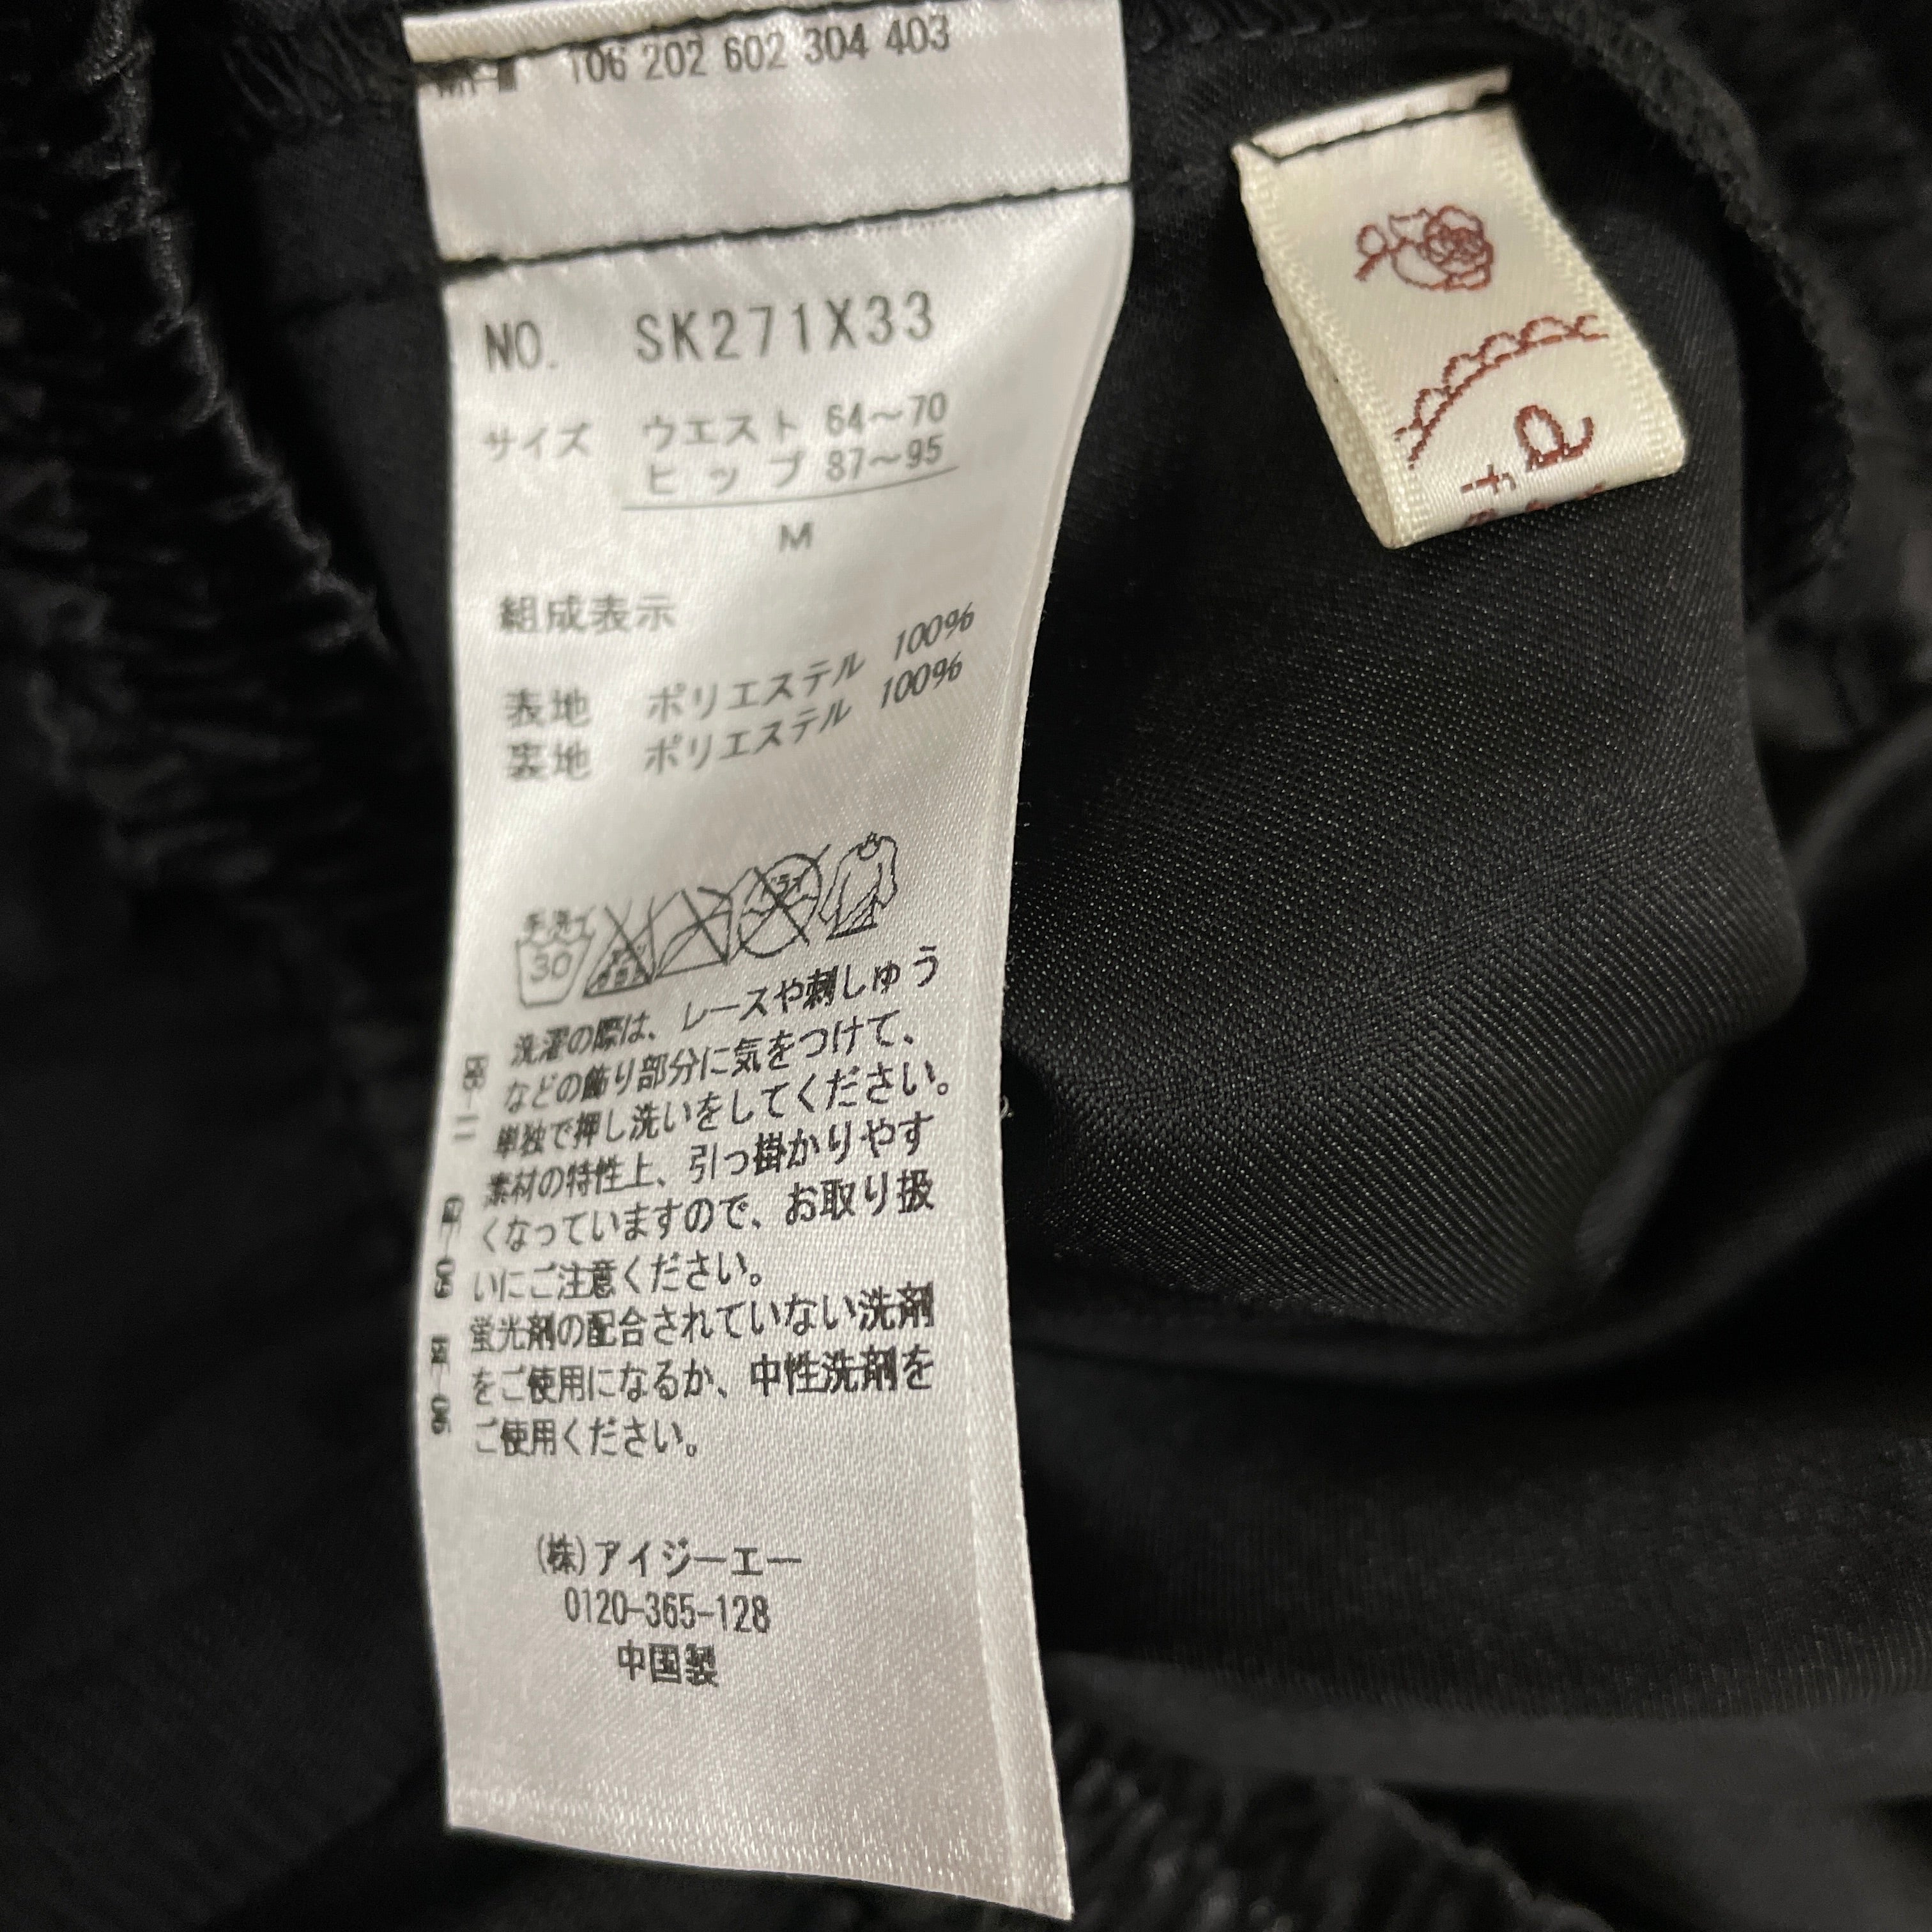 106 202 602 304 403
NO. SK271X33
サイズ ウエスト 64～70
ヒップ 87～95
M
組成表示
表地 ポリエステル 100%
裏地 ポリエステル 100%
手洗イ
30
ドライ
洗濯の際は、レースや刺しゅう
などの飾り部分に気をつけて、
単独で押し洗いをしてください。
素材の特性上、引っ掛かりやす
くなっていますので、お取り扱
いにご注意ください。
蛍光剤の配合されていない洗剤
をご使用になるか、中性洗剤を
ご使用ください。
(株)アイジーエー
0120-365-128
中国製